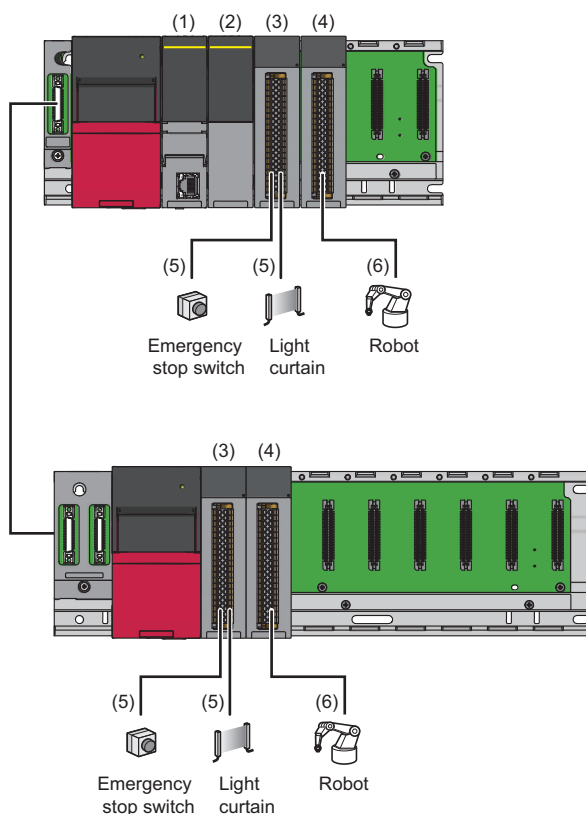 (1) (2) (3) (4)
(5) (5) (6)
Emergency stop switch
Light curtain
Robot
(3) (4)
(5) (5) (6)
Emergency stop switch
Light curtain
Robot